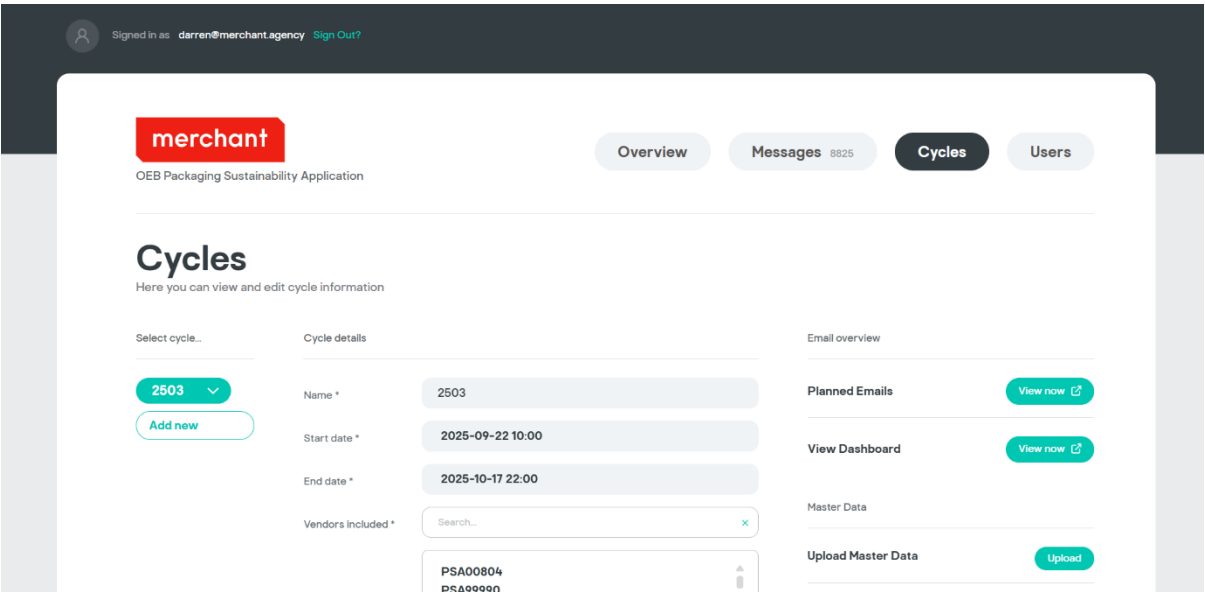 Signed in as darren@merchant.agency Sign Out?
merchant
OEB Packaging Sustainability Application
Overview
Messages 8825
Cycles
Users
Cycles
Here you can view and edit cycle information
Select cycle...
2503
Add new
Cycle details
Name * 2503
Start date * 2025-09-22 10:00
End date * 2025-10-17 22:00
Vendors included * Search...
PSA00804
PSA99990
Email overview
Planned Emails View now
View Dashboard View now
Master Data
Upload Master Data Upload